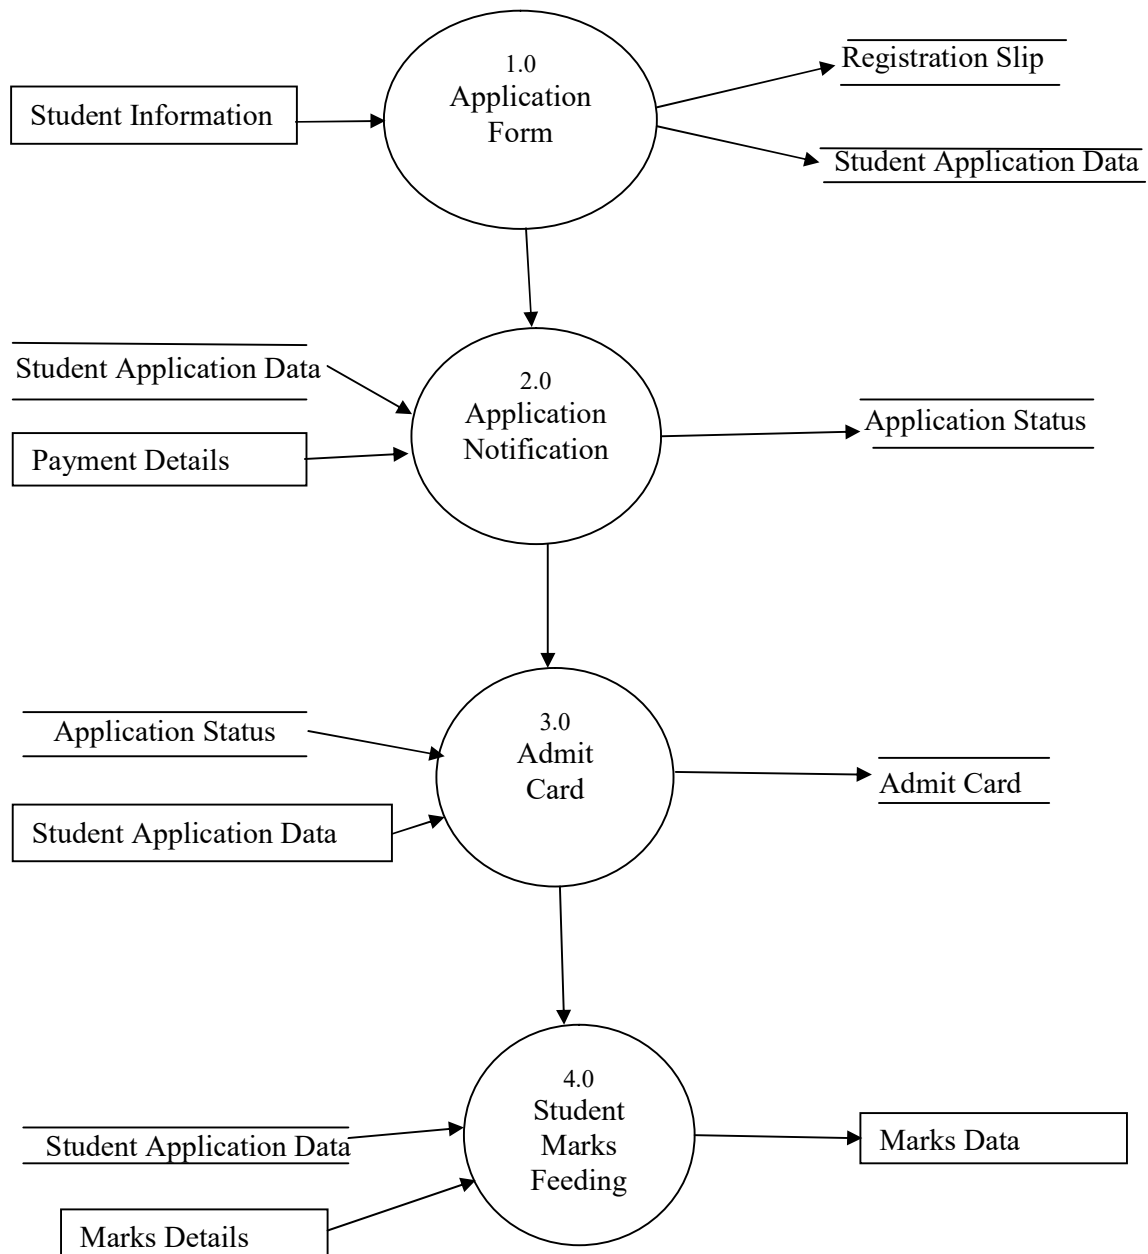 1.0
Application
Form
Student Information
Registration Slip
Student Application Data
Student Application Data
Payment Details
2.0
Application
Notification
Application Status
Application Status
Student Application Data
3.0
Admit
Card
Admit Card
Student Application Data
Marks Details
4.0
Student
Marks
Feeding
Marks Data